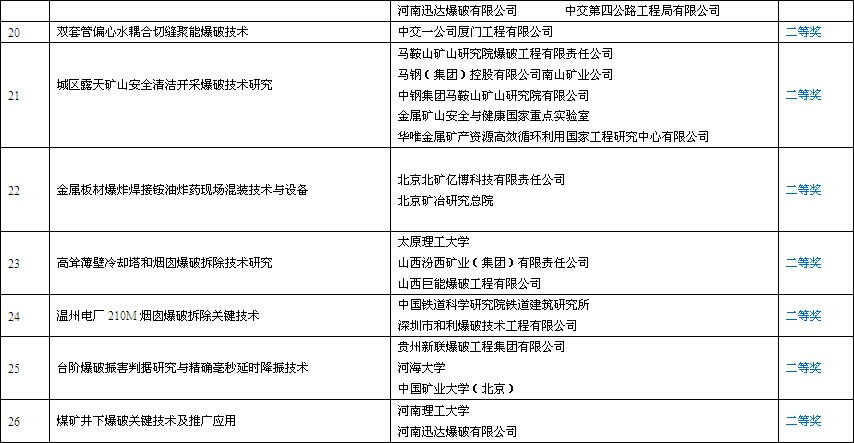 河南迅达爆破有限公司 中交第四公路工程局有限公司
20 双套管偏心水耦合切缝聚能爆破技术 中交一公司厦门工程有限公司 二等奖
马鞍山矿山研究院爆破工程有限责任公司
马钢（集团）控股有限公司南山矿业公司
21 城区露天矿山安全清洁开采爆破技术研究 中钢集团马鞍山矿山研究院有限公司 二等奖
金属矿山安全与健康国家重点实验室
华唯金属矿产资源高效循环利用国家工程研究中心有限公司
22 金属板材爆炸焊接铵油炸药现场混装技术与设备 北京北矿亿博科技有限责任公司 二等奖
北京矿冶研究总院
太原理工大学
23 高耸薄壁冷却塔和烟囱爆破拆除技术研究 山西汾西矿业（集团）有限责任公司 二等奖
山西巨能爆破工程有限公司
24 温州电厂 210M 烟囱爆破拆除关键技术 中国铁道科学研究院铁道建筑研究所 二等奖
深圳市和利爆破技术工程有限公司
贵州新联爆破工程集团有限公司
25 台阶爆破振害判据研究与精确毫秒延时降振技术 河海大学 二等奖
中国矿业大学（北京）
26 煤矿井下爆破关键技术及推广应用 河南理工大学 二等奖
河南迅达爆破有限公司